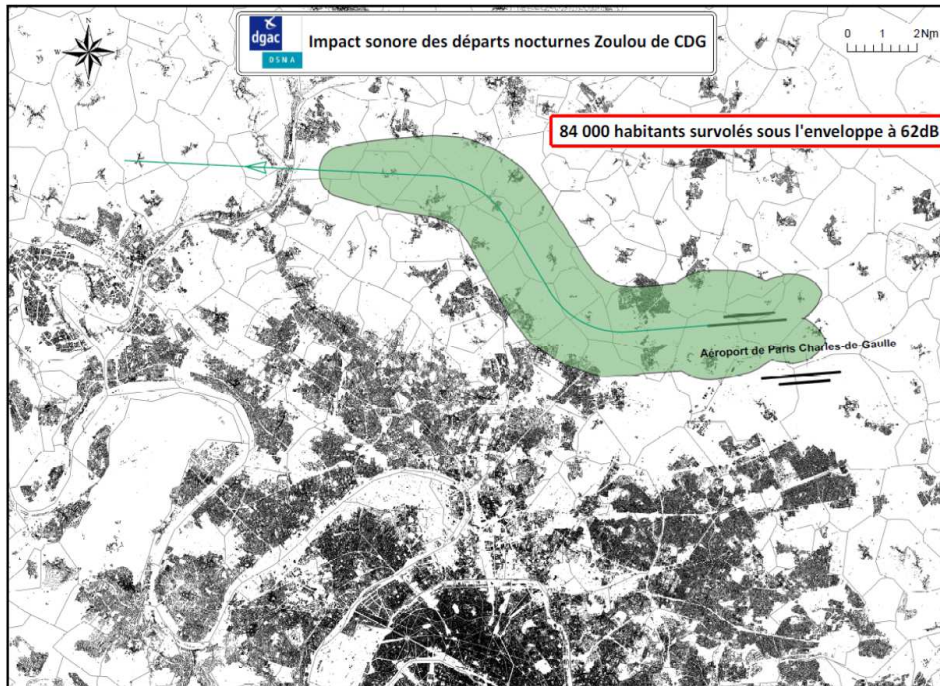 dgac
DSNA
Impact sonore des départs nocturnes Zoulou de CDG
N
S
0 1 2Nm
84 000 habitants survolés sous l'enveloppe à 62dB
Aéroport de Paris Charles-de-Gaulle